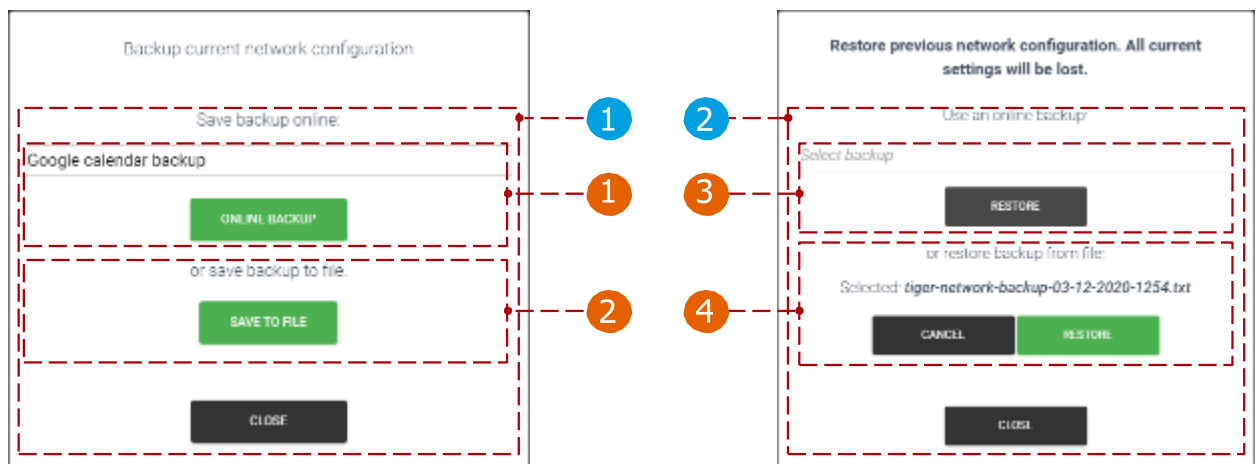 Backup current network configuration
Save backup online:
Google calendar backup
ONLINE BACKUP
or save backup to file:
SAVE TO FILE
CLOSE
1
1
2
Restore previous network configuration. All current
settings will be lost.
Use an online backup:
Select backup
RESTORE
or restore backup from file:
Selected: tiger-network-backup-03-12-2020-1254.txt
CANCEL
RESTORE
CLOSE
2
3
4